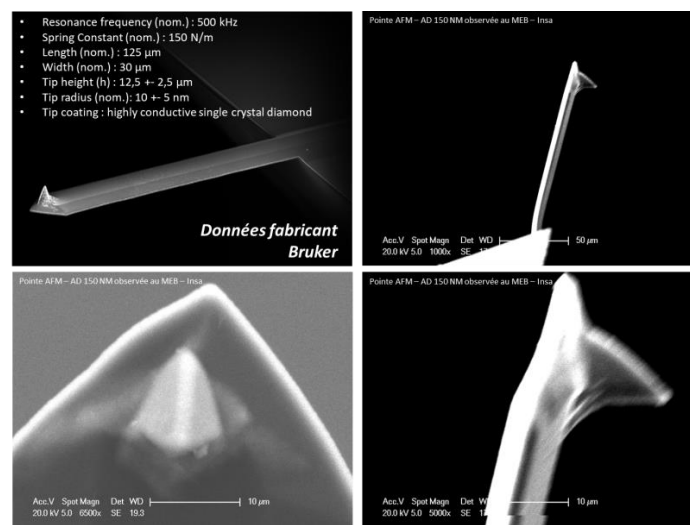 • Resonance frequency (nom.) : 500 kHz
• Spring Constant (nom.) : 150 N/m
• Length (nom.) : 125 µm
• Width (nom.) : 30 µm
• Tip height (h) : 12,5 +- 2,5 µm
• Tip radius (nom.): 10 +- 5 nm
• Tip coating : highly conductive single crystal diamond
Données fabricant
Bruker
Pointe AFM – AD 150 NM observée au MEB – Insa
Acc.V Spot Magn Det WD
20.0 kV 5.0 1000x SE
50 µm
Pointe AFM – AD 150 NM observée au MEB – Insa
Acc.V Spot Magn Det WD
20.0 kV 5.0 6500x SE 19.3
10 µm
Pointe AFM – AD 150 NM observée au MEB – Insa
Acc.V Spot Magn Det WD
20.0 kV 5.0 5000x SE
10 µm